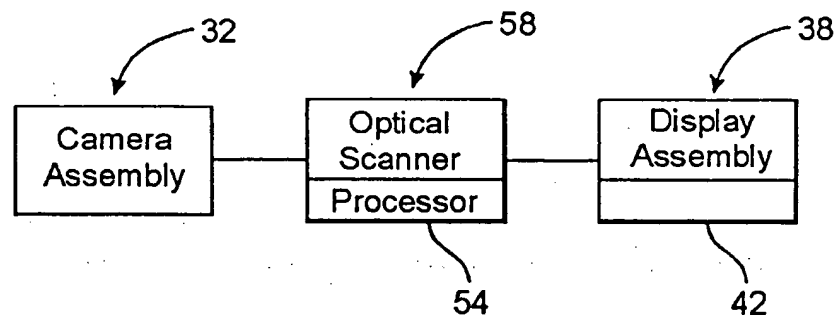 32
58
38
Camera
Assembly
Optical
Scanner
Processor
Display
Assembly
54
42